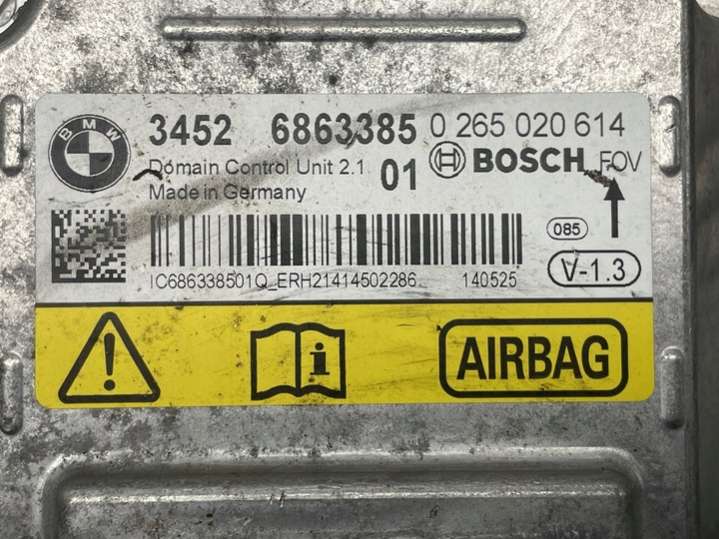 BMW
3452 6863385 0 265 020 614
Domain Control Unit 2.1 01 BOSCH FOV
Made in Germany
085
V-1.3
IC686338501Q_ERH21414502286 140525
AIRBAG